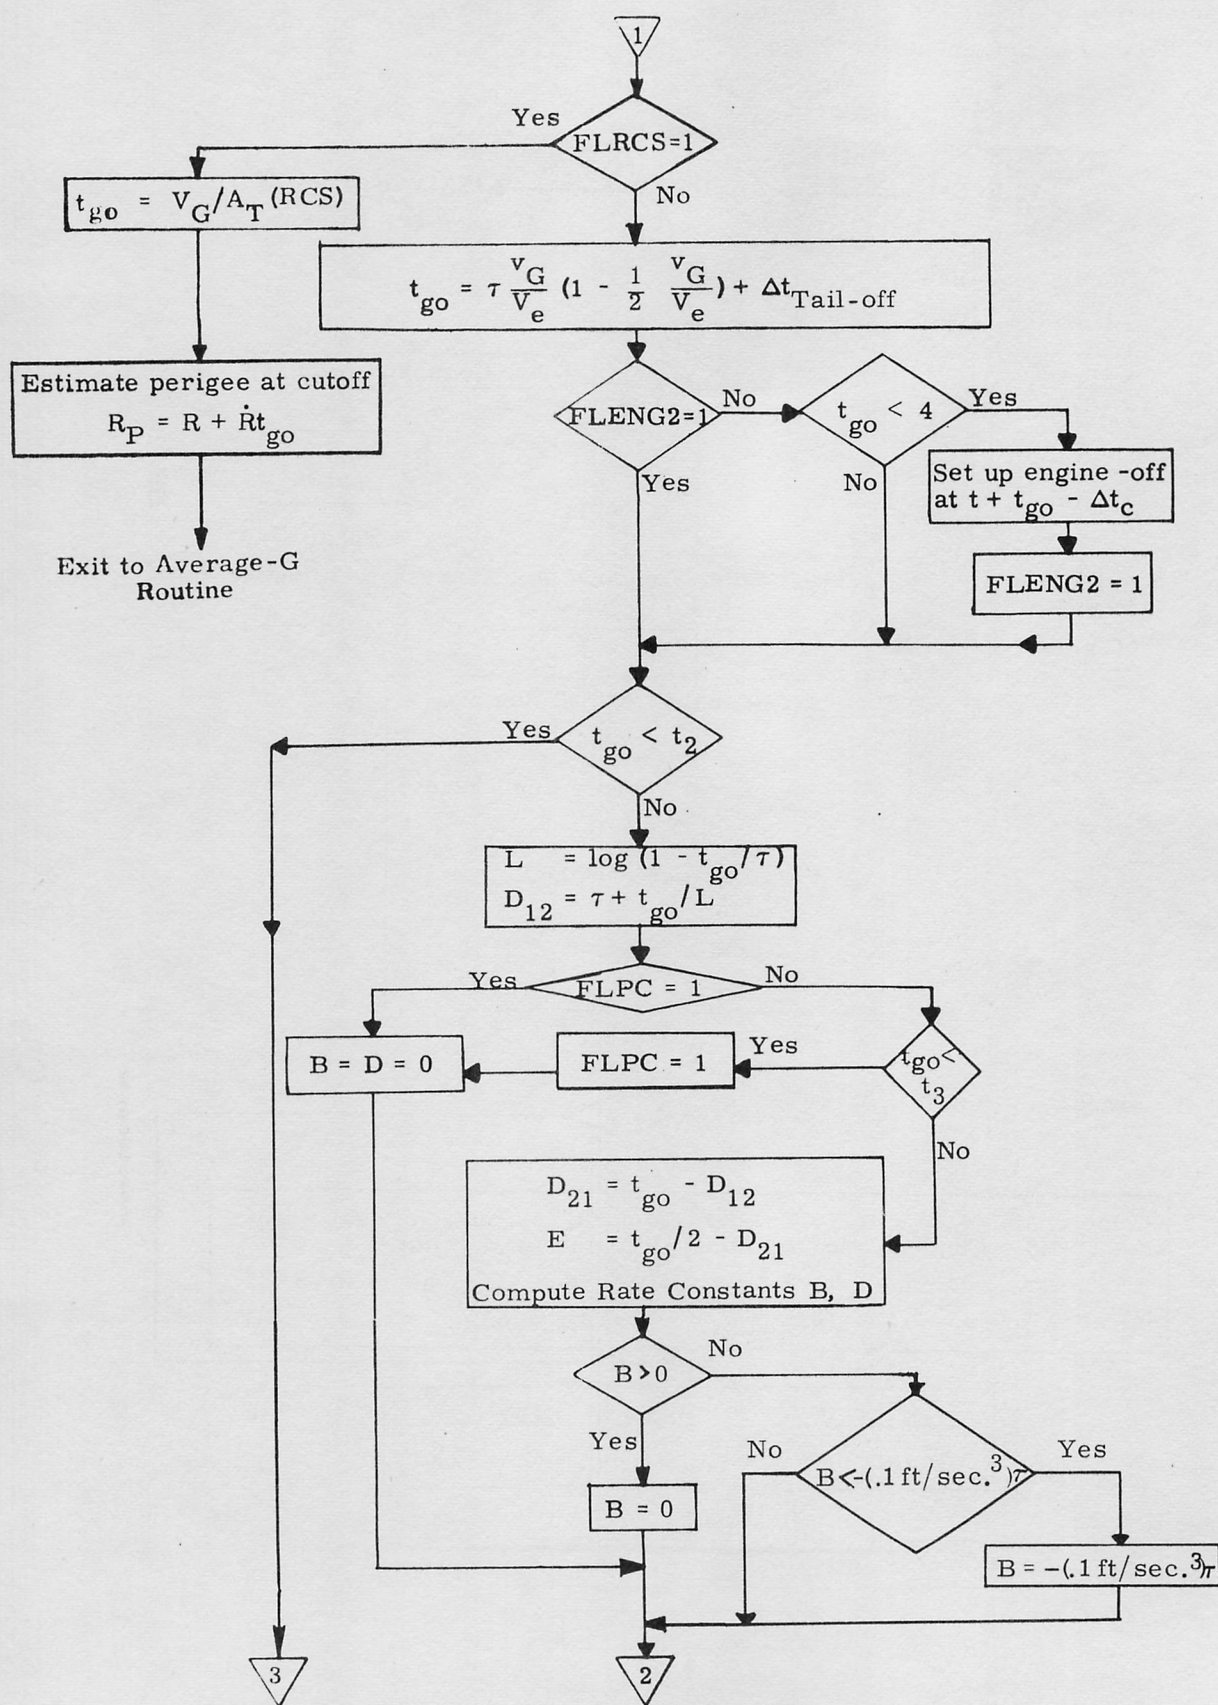 1
FLRCS=1
Yes
No
t_go = V_G/A_T (RCS)
t_go = τ v_G/V_e (1 - 1/2 v_G/V_e) + Δt_Tail-off
Estimate perigee at cutoff
R_P = R + Ṙt_go
Exit to Average-G
Routine
FLENG2=1
No
Yes
t_go < 4
Yes
No
Set up engine -off
at t + t_go - Δt_c
FLENG2 = 1
t_go < t_2
Yes
No
L = log (1 - t_go/τ)
D_12 = τ + t_go/L
FLPC = 1
Yes
No
t_go<
t_3
Yes
No
FLPC = 1
B = D = 0
D_21 = t_go - D_12
E = t_go/2 - D_21
Compute Rate Constants B, D
B>0
No
Yes
B = 0
B<-(.1 ft/sec.³)τ
No
Yes
B = -(.1 ft/sec.³)τ
3
2